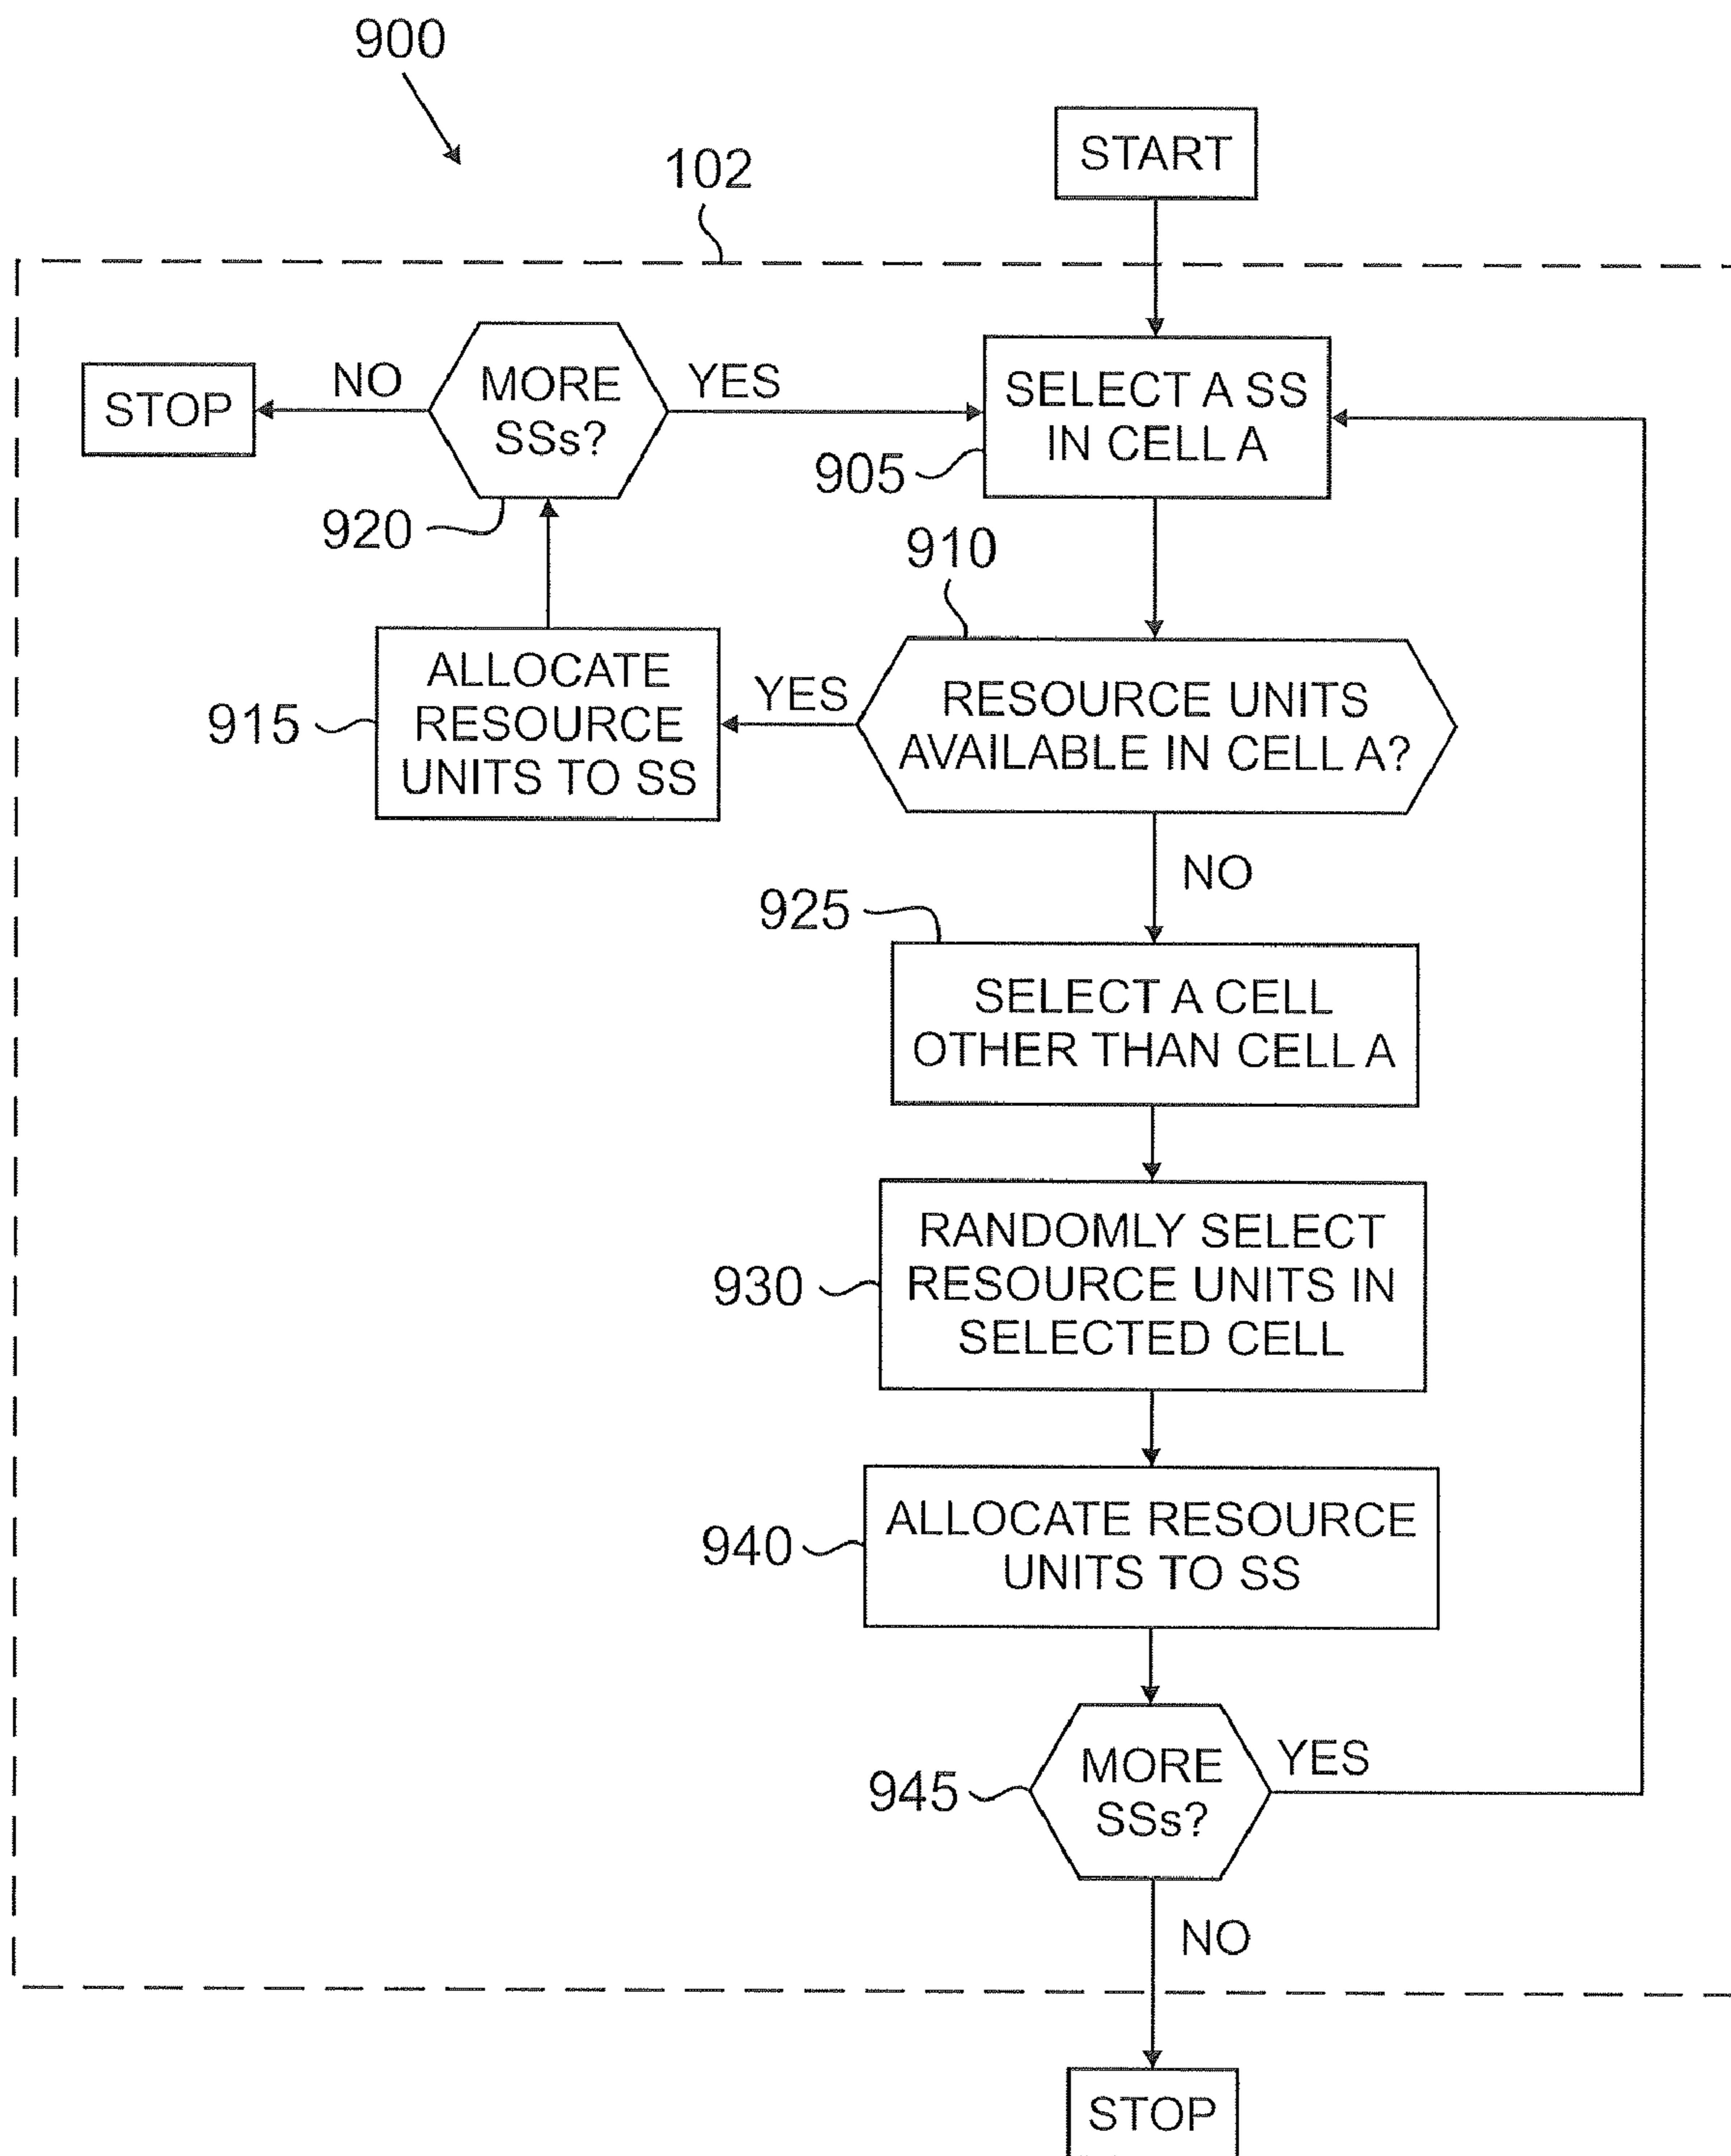 900
START
102
STOP
NO
MORE
SSs?
YES
SELECT A SS
IN CELL A
905
920
910
915
ALLOCATE
RESOURCE
UNITS TO SS
YES
RESOURCE UNITS
AVAILABLE IN CELL A?
NO
925
SELECT A CELL
OTHER THAN CELL A
930
RANDOMLY SELECT
RESOURCE UNITS IN
SELECTED CELL
940
ALLOCATE RESOURCE
UNITS TO SS
945
MORE
SSs?
YES
NO
STOP